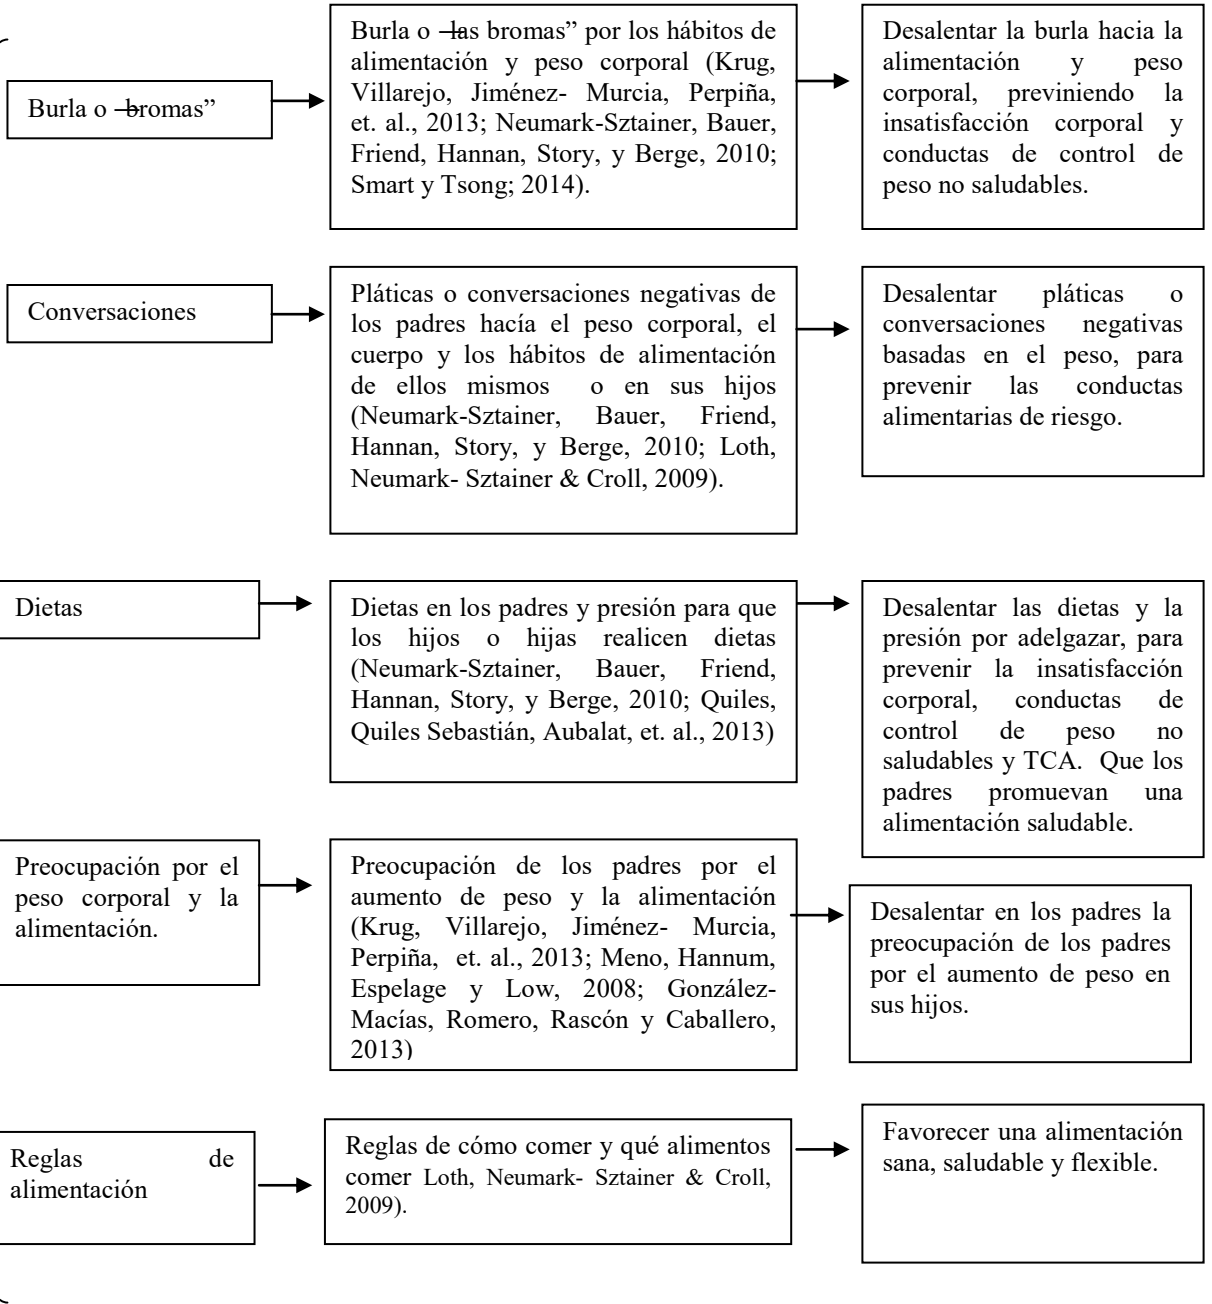 Burla o ―bromas”
Burla o ―las bromas” por los hábitos de
alimentación y peso corporal (Krug,
Villarejo, Jiménez- Murcia, Perpiña,
et. al., 2013; Neumark-Sztainer, Bauer,
Friend, Hannan, Story, y Berge, 2010;
Smart y Tsong; 2014).
Desalentar la burla hacia la
alimentación y peso
corporal, previniendo la
insatisfacción corporal y
conductas de control de
peso no saludables.
Conversaciones
Pláticas o conversaciones negativas de
los padres hacía el peso corporal, el
cuerpo y los hábitos de alimentación
de ellos mismos o en sus hijos
(Neumark-Sztainer, Bauer, Friend,
Hannan, Story, y Berge, 2010; Loth,
Neumark- Sztainer & Croll, 2009).
Desalentar pláticas o
conversaciones negativas
basadas en el peso, para
prevenir las conductas
alimentarias de riesgo.
Dietas
Dietas en los padres y presión para que
los hijos o hijas realicen dietas
(Neumark-Sztainer, Bauer, Friend,
Hannan, Story, y Berge, 2010; Quiles,
Quiles Sebastián, Aubalat, et. al., 2013)
Desalentar las dietas y la
presión por adelgazar, para
prevenir la insatisfacción
corporal, conductas de
control de peso no
saludables y TCA. Que los
padres promuevan una
alimentación saludable.
Preocupación por el
peso corporal y la
alimentación.
Preocupación de los padres por el
aumento de peso y la alimentación
(Krug, Villarejo, Jiménez- Murcia,
Perpiña, et. al., 2013; Meno, Hannum,
Espelage y Low, 2008; González-
Macías, Romero, Rascón y Caballero,
2013)
Desalentar en los padres la
preocupación de los padres
por el aumento de peso en
sus hijos.
Reglas de
alimentación
Reglas de cómo comer y qué alimentos
comer Loth, Neumark- Sztainer & Croll,
2009).
Favorecer una alimentación
sana, saludable y flexible.